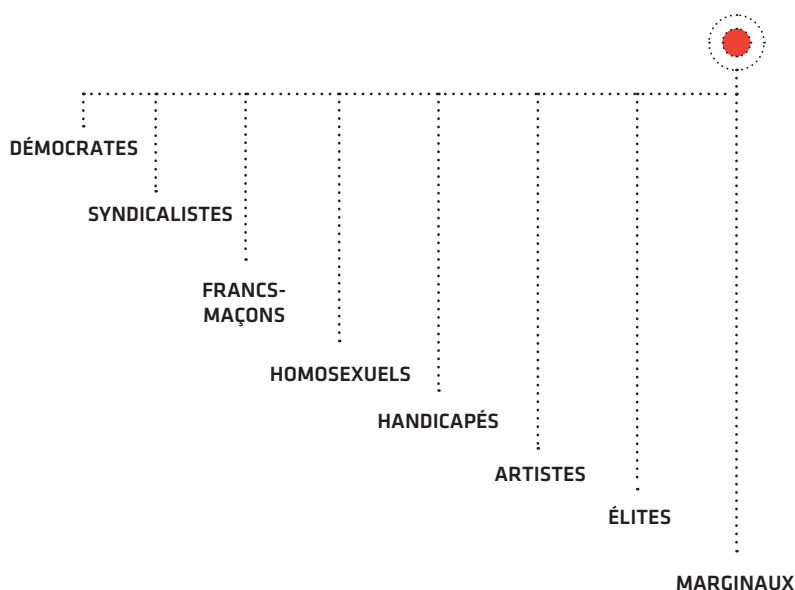 DÉMOCRATES
SYNDICALISTES
FRANCS-
MAÇONS
HOMOSEXUELS
HANDICAPÉS
ARTISTES
ÉLITES
MARGINAUX